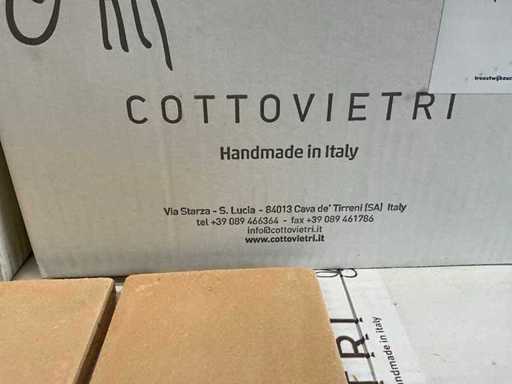 COTTOVIETRI
Handmade in Italy
Via Starza - S. Lucia - 84013 Cava de' Tirreni (SA) Italy
tel +39 089 466364 - fax +39 089 461786
info@cottovietri.it
www.cottovietri.it
TRI
andmade in italy